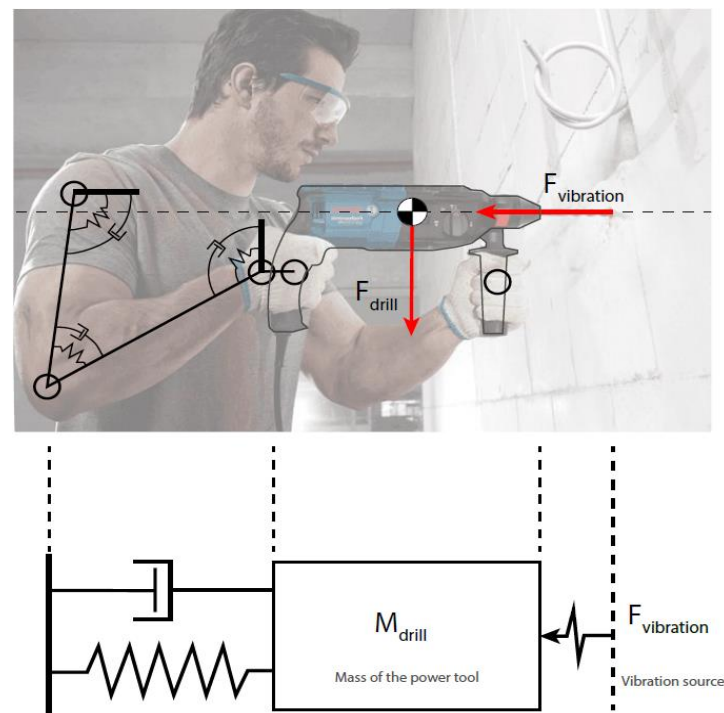 F vibration
F drill
M drill
Mass of the power tool
F vibration
Vibration source